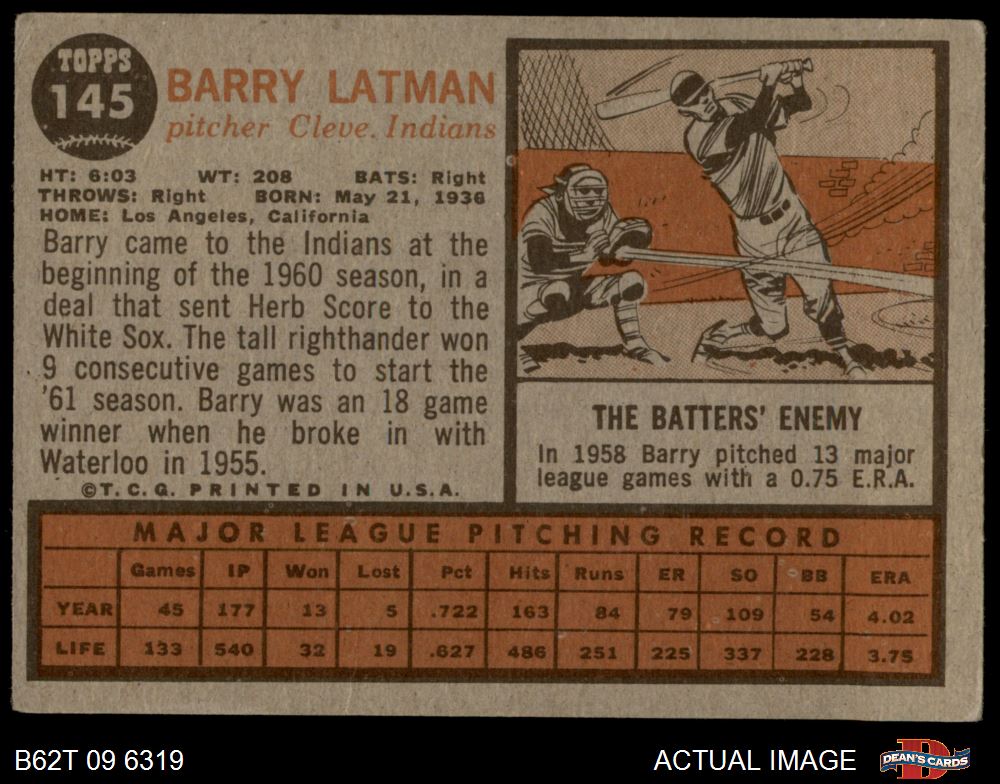 TOPPS
145
BARRY LATMAN
pitcher Cleve. Indians
HT: 6:03 WT: 208 BATS: Right
THROWS: Right BORN: May 21, 1936
HOME: Los Angeles, California
Barry came to the Indians at the
beginning of the 1960 season, in a
deal that sent Herb Score to the
White Sox. The tall righthander won
9 consecutive games to start the
'61 season. Barry was an 18 game
winner when he broke in with
Waterloo in 1955.
©T.C.G. PRINTED IN U.S.A.
THE BATTERS' ENEMY
In 1958 Barry pitched 13 major
league games with a 0.75 E.R.A.
MAJOR LEAGUE PITCHING RECORD
Games IP Won Lost Pct Hits Runs ER SO BB ERA
YEAR 45 177 13 5 .722 163 84 79 109 54 4.02
LIFE 133 540 32 19 .627 486 251 225 337 228 3.75
B62T 09 6319 ACTUAL IMAGE DEAN'S CARDS